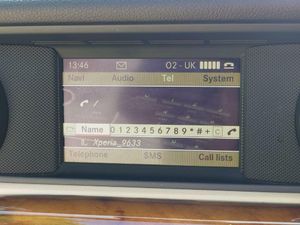 13:46 O2 - UK
Navi Audio Tel System
Name 0 1 2 3 4 5 6 7 8 9 * # + C
Xperia_9633
Telephone SMS Call lists